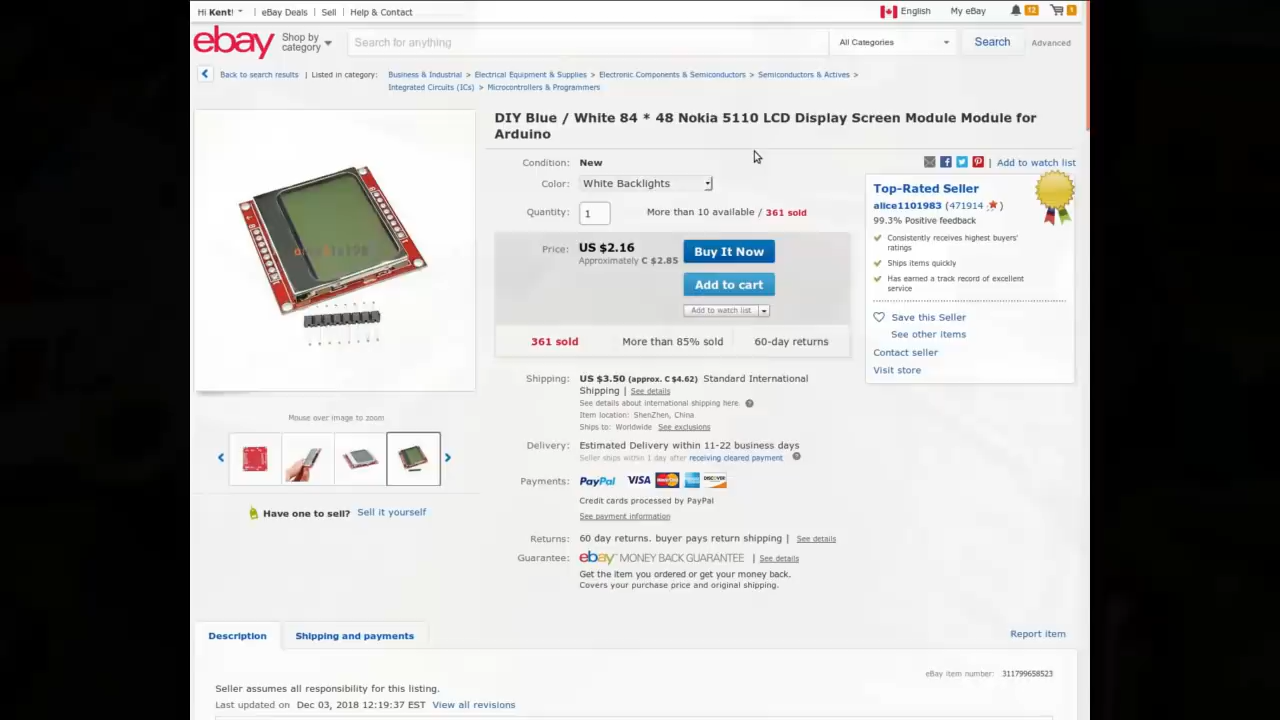 Hi Kent! | eBay Deals | Sell | Help & Contact
English My eBay 12 1
ebay Shop by category Search for anything All Categories Search Advanced
Back to search results | Listed in category: Business & Industrial > Electrical Equipment & Supplies > Electronic Components & Semiconductors > Semiconductors & Actives >
Integrated Circuits (ICs) > Microcontrollers & Programmers
DIY Blue / White 84 * 48 Nokia 5110 LCD Display Screen Module Module for
Arduino
Condition: New
| Add to watch list
Color: White Backlights
Quantity: 1 More than 10 available / 361 sold
Price: US $2.16 Buy It Now
Approximately C $2.85
Add to cart
Add to watch list
361 sold More than 85% sold 60-day returns
Top-Rated Seller
alice1101983 (471914 )
99.3% Positive feedback
Consistently receives highest buyers'
ratings
Ships items quickly
Has earned a track record of excellent
service
Save this Seller
See other items
Contact seller
Visit store
Shipping: US $3.50 (approx. C $4.62) Standard International
Shipping | See details
See details about international shipping here.
Item location: ShenZhen, China
Ships to: Worldwide See exclusions
Delivery: Estimated Delivery within 11-22 business days
Seller ships within 1 day after receiving cleared payment
Payments: PayPal VISA MasterCard DISCOVER
Credit cards processed by PayPal
See payment information
Returns: 60 day returns. buyer pays return shipping | See details
Guarantee: ebay MONEY BACK GUARANTEE | See details
Get the item you ordered or get your money back.
Covers your purchase price and original shipping.
Mouse over image to zoom
Have one to sell? Sell it yourself
Description Shipping and payments Report item
eBay item number: 311799658523
Seller assumes all responsibility for this listing.
Last updated on Dec 03, 2018 12:19:37 EST View all revisions